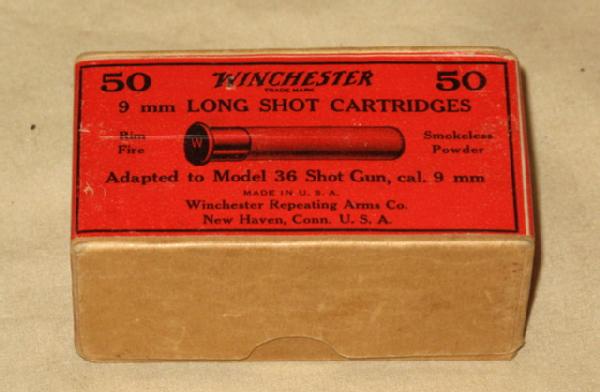 50 WINCHESTER 50
TRADE MARK
9 mm LONG SHOT CARTRIDGES
Rim Fire
W
Smokeless Powder
Adapted to Model 36 Shot Gun, cal. 9 mm
MADE IN U. S. A.
Winchester Repeating Arms Co.
New Haven, Conn. U. S. A.